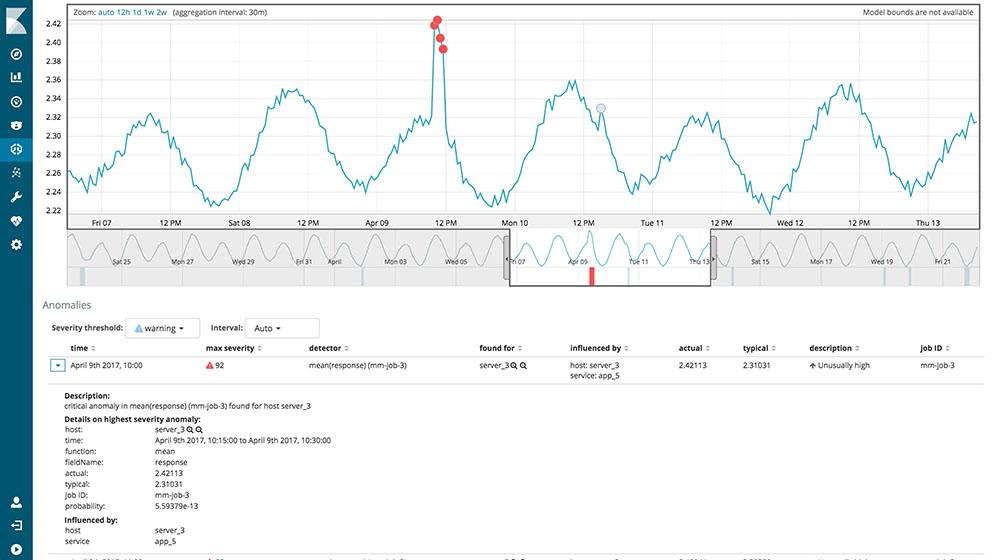 Zoom: auto 12h 1d 1w 2w (aggregation interval: 30m) Model bounds are not available
2.42
2.40
2.38
2.36
2.34
2.32
2.30
2.28
2.26
2.24
2.22
Fri 07 12 PM Sat 08 12 PM Apr 09 12 PM Mon 10 12 PM Tue 11 12 PM Wed 12 12 PM Thu 13
Sat 25 Mon 27 Wed 29 Fri 31 April Mon 03 Wed 05 Fri 07 Apr 09 Tue 11 Thu 13 Sat 15 Mon 17 Wed 19 Fri 21
Anomalies
Severity threshold: warning Interval: Auto
time max severity detector found for influenced by actual typical description job ID
April 9th 2017, 10:00 92 mean(response) (mm-job-3) server_3 host: server_3 2.42113 2.31031 Unusually high mm-job-3
service: app_5
Description:
critical anomaly in mean(response) (mm-job-3) found for host server_3
Details on highest severity anomaly:
host: server_3
time: April 9th 2017, 10:15:00 to April 9th 2017, 10:30:00
function: mean
fieldName: response
actual: 2.42113
typical: 2.31031
job ID: mm-job-3
probability: 5.59379e-13
Influenced by:
host server_3
service app_5